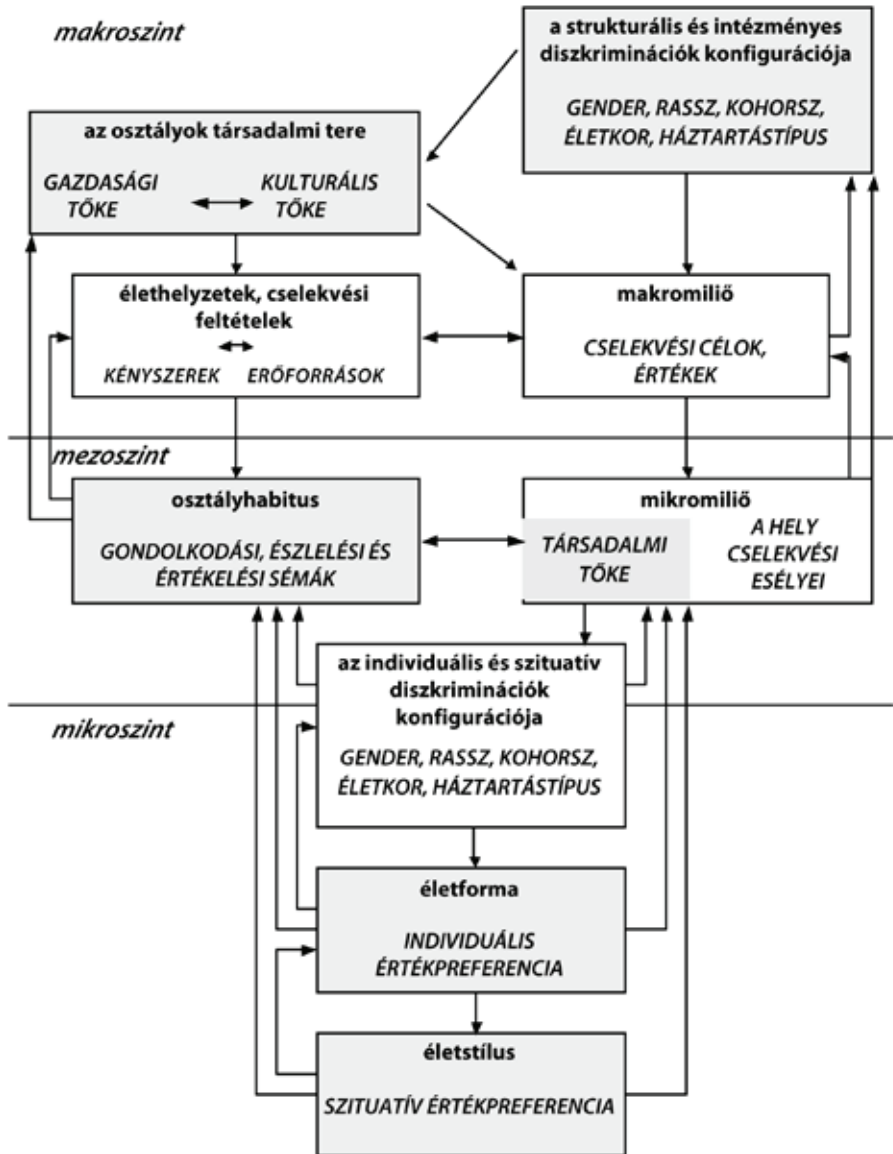 makroszint
a strukturális és intézményes
diszkriminációk konfigurációja
GENDER, RASSZ, KOHORSZ,
ÉLETKOR, HÁZTARTÁSTÍPUS
az osztályok társadalmi tere
GAZDASÁGI
TŐKE
KULTURÁLIS
TŐKE
élethelyzetek, cselekvési
feltételek
KÉNYSZEREK
ERŐFORRÁSOK
makromiliő
CSELEKVÉSI CÉLOK,
ÉRTÉKEK
mezoszint
osztályhabitus
GONDOLKODÁSI, ÉSZLELÉSI ÉS
ÉRTÉKELÉSI SÉMÁK
mikromiliő
TÁRSADALMI
TŐKE
A HELY
CSELEKVÉSI
ESÉLYEI
az individuális és szituatív
diszkriminációk
konfigurációja
GENDER, RASSZ, KOHORSZ,
ÉLETKOR, HÁZTARTÁSTÍPUS
mikroszint
életforma
INDIVIDUÁLIS
ÉRTÉKPREFERENCIA
életstílus
SZITUATÍV ÉRTÉKPREFERENCIA